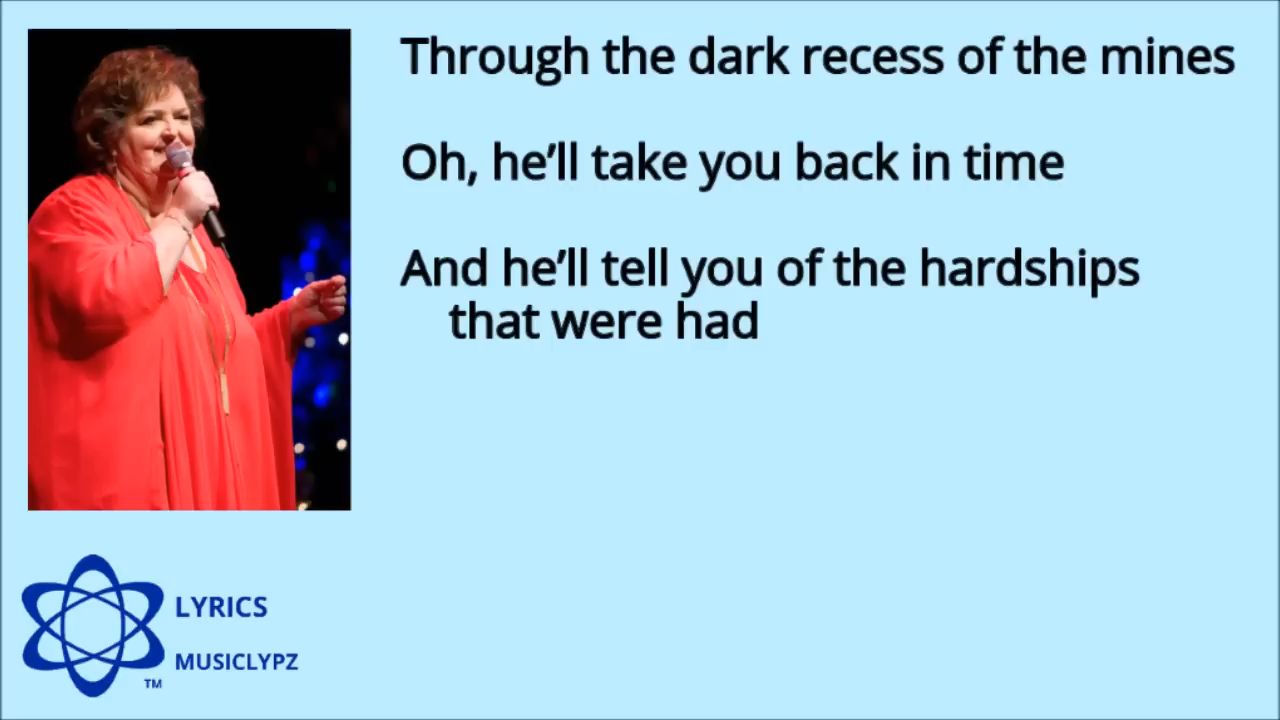 Through the dark recess of the mines
Oh, he’ll take you back in time
And he’ll tell you of the hardships
that were had
LYRICS
MUSICLYPZ
TM